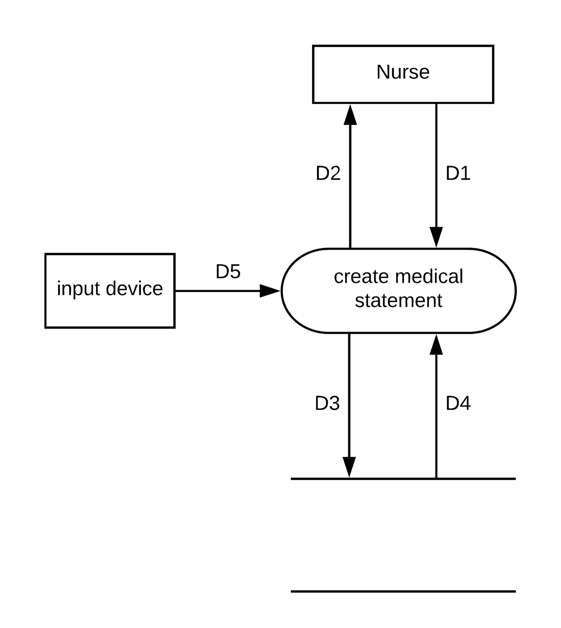 Nurse
D2
D1
D5
input device
create medical
statement
D3
D4